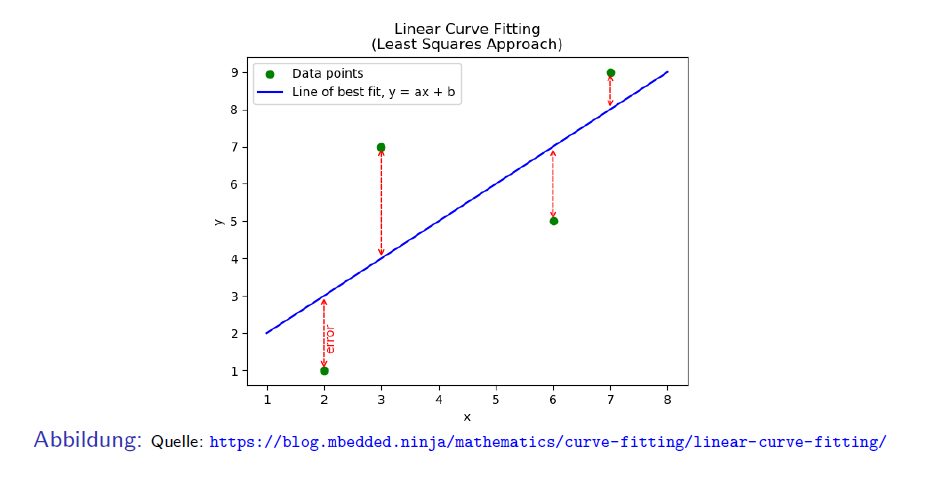 Linear Curve Fitting
(Least Squares Approach)
Data points
Line of best fit, y = ax + b
9
8
7
6
5
4
3
2
1
y
error
1 2 3 4 5 6 7 8
x
Abbildung: Quelle: https://blog.mbedded.ninja/mathematics/curve-fitting/linear-curve-fitting/